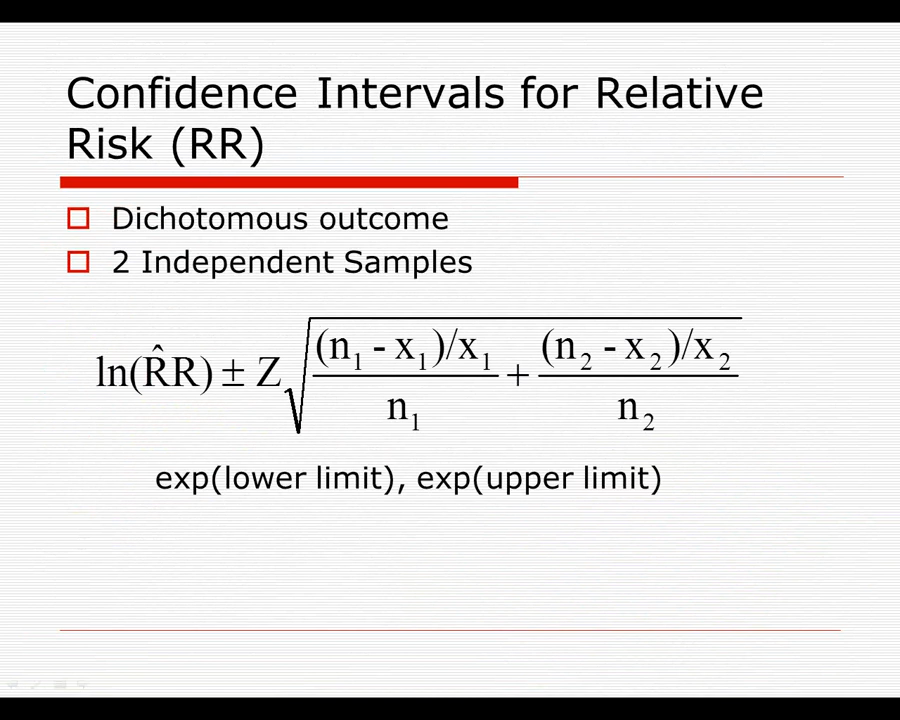 Confidence Intervals for Relative
Risk (RR)
Dichotomous outcome
2 Independent Samples
ln(R̂R) ± Z √((n₁ - x₁)/x₁ / n₁ + (n₂ - x₂)/x₂ / n₂)
exp(lower limit), exp(upper limit)